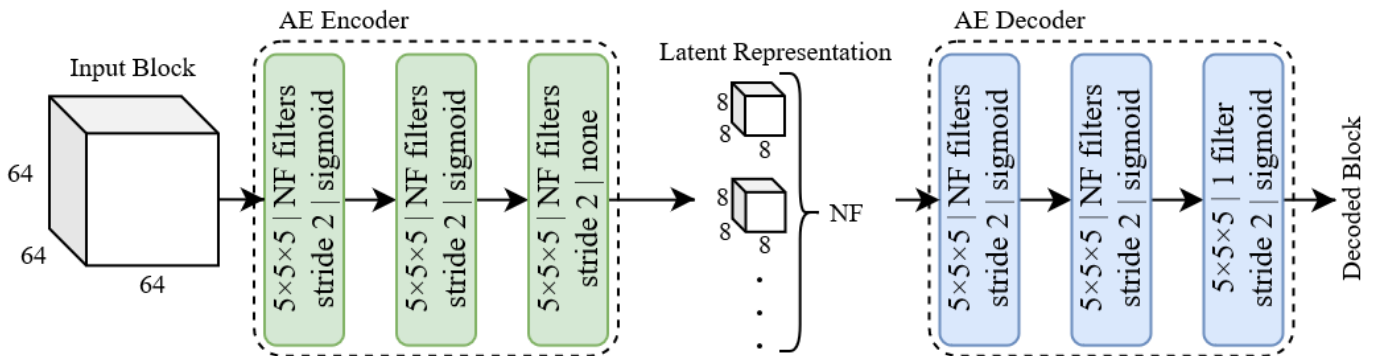 AE Encoder
AE Decoder
Input Block
Latent Representation
64
64
64
5×5×5 | NF filters
stride 2 | sigmoid
5×5×5 | NF filters
stride 2 | sigmoid
5×5×5 | NF filters
stride 2 | none
8
8
8
8
8
8
NF
5×5×5 | NF filters
stride 2 | sigmoid
5×5×5 | NF filters
stride 2 | sigmoid
5×5×5 | 1 filter
stride 2 | sigmoid
Decoded Block